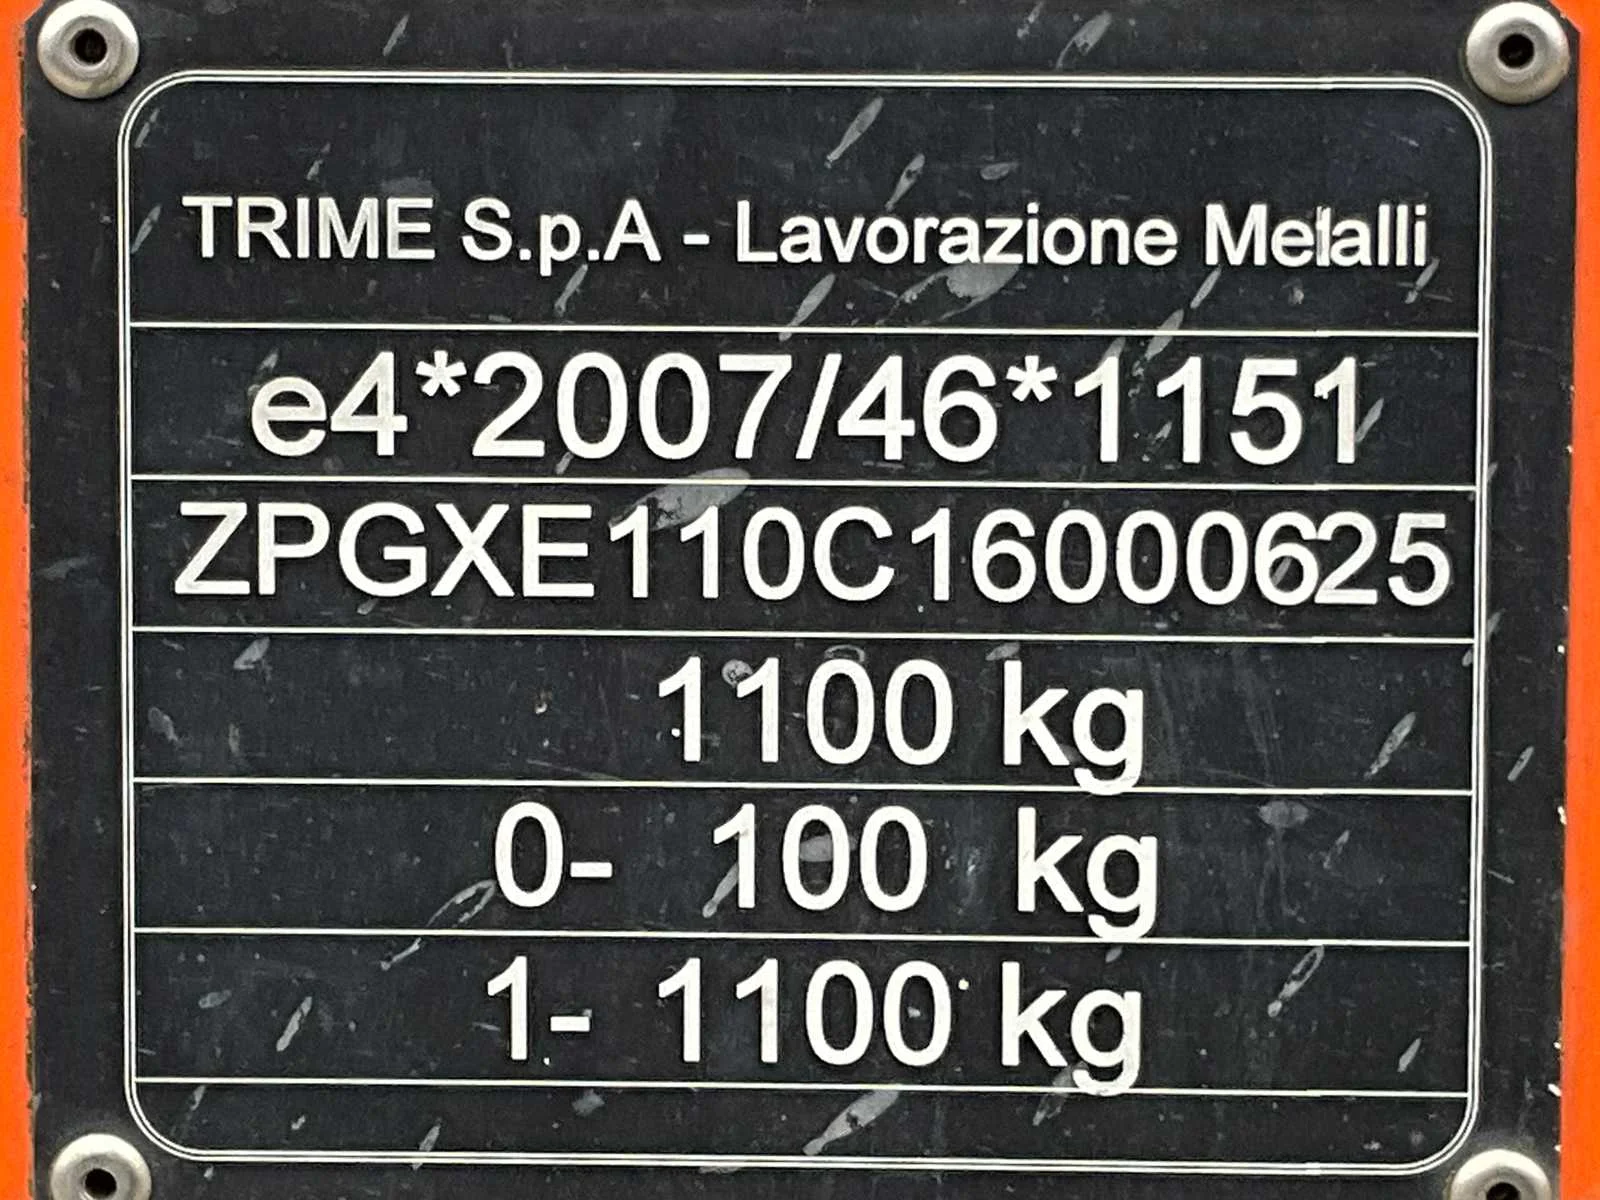 TRIME S.p.A - Lavorazione Metalli
e4*2007/46*1151
ZPGXE110C16000625
1100 kg
0- 100 kg
1- 1100 kg